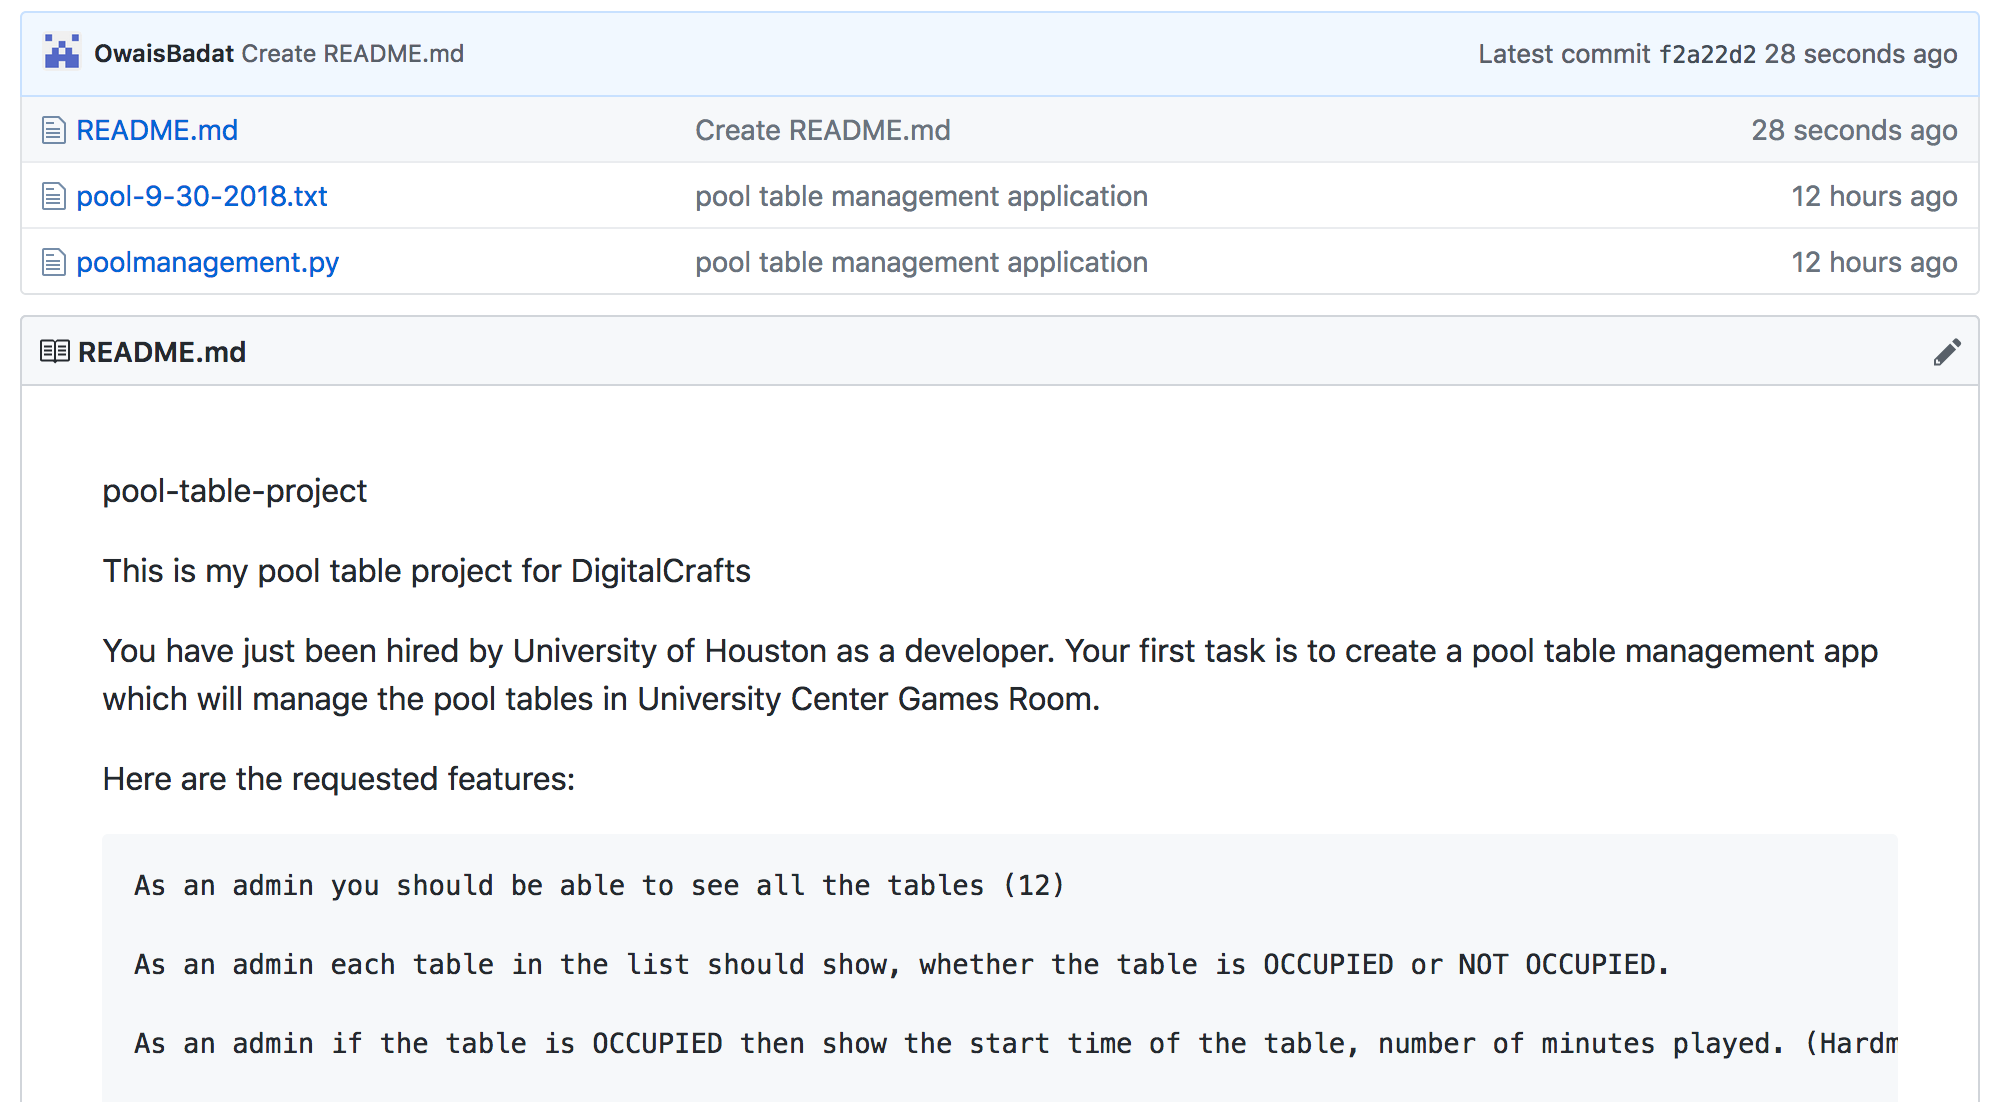 OwaisBadat Create README.md Latest commit f2a22d2 28 seconds ago
README.md Create README.md 28 seconds ago
pool-9-30-2018.txt pool table management application 12 hours ago
poolmanagement.py pool table management application 12 hours ago
README.md
pool-table-project
This is my pool table project for DigitalCrafts
You have just been hired by University of Houston as a developer. Your first task is to create a pool table management app
which will manage the pool tables in University Center Games Room.
Here are the requested features:
As an admin you should be able to see all the tables (12)
As an admin each table in the list should show, whether the table is OCCUPIED or NOT OCCUPIED.
As an admin if the table is OCCUPIED then show the start time of the table, number of minutes played. (Hardm